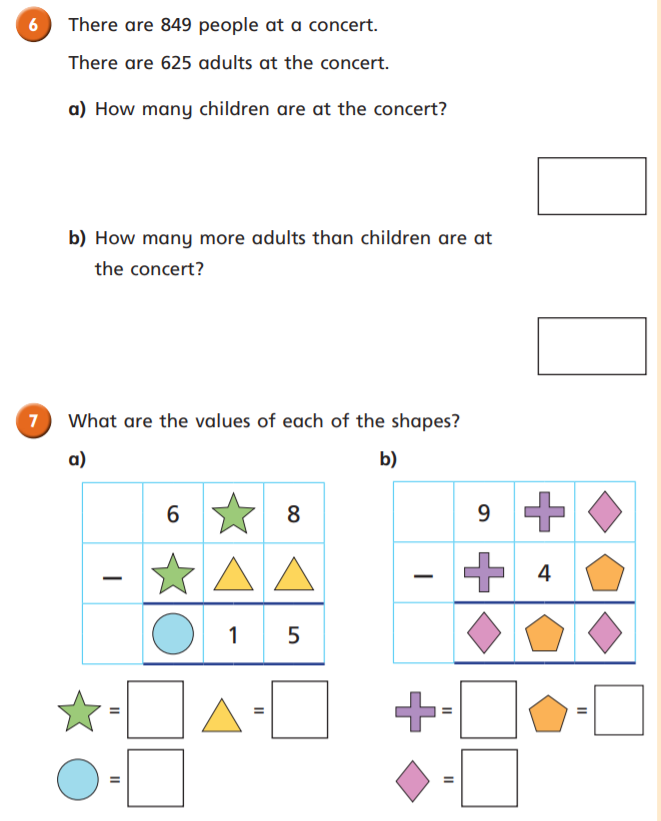 6 There are 849 people at a concert.
There are 625 adults at the concert.
a) How many children are at the concert?
b) How many more adults than children are at
the concert?
7 What are the values of each of the shapes?
a)
6 8
–
1 5
= =
=
b)
9
– 4
= =
=